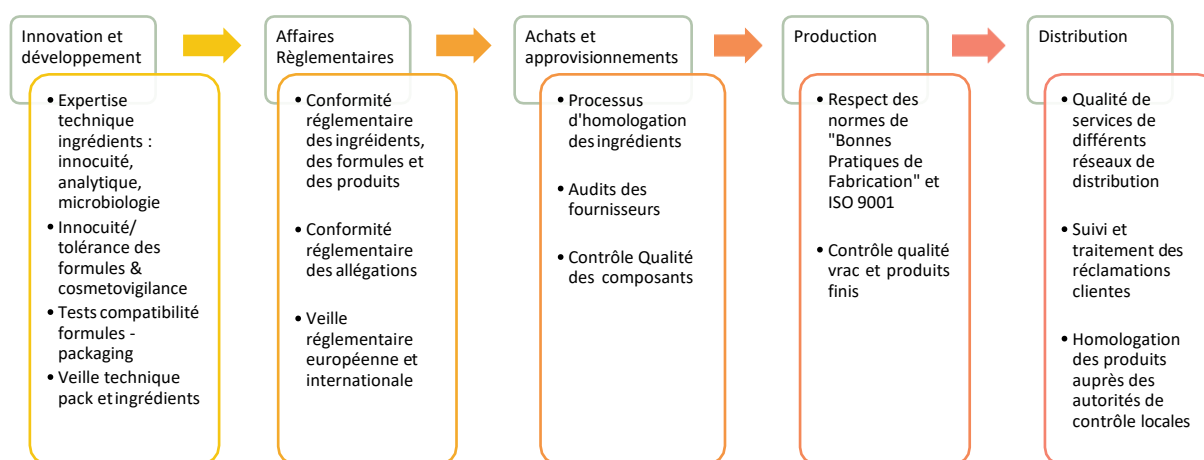 Innovation et
développement
• Expertise
technique
ingrédients :
innocuité,
analytique,
microbiologie
• Innocuité/
tolérance des
formules &
cosmetovigilance
• Tests compatibilité
formules -
packaging
• Veille technique
pack et ingrédients
Affaires
Règlementaires
• Conformité
réglementaire
des ingréidents,
des formules et
des produits
• Conformité
réglementaire
des allégations
• Veille
réglementaire
européenne et
internationale
Achats et
approvisionnements
• Processus
d'homologation
des ingrédients
• Audits des
fournisseurs
• Contrôle Qualité
des composants
Production
• Respect des
normes de
"Bonnes
Pratiques de
Fabrication" et
ISO 9001
• Contrôle qualité
vrac et produits
finis
Distribution
• Qualité de
services de
différents
réseaux de
distribution
• Suivi et
traitement des
réclamations
clientes
• Homologation
des produits
auprès des
autorités de
contrôle locales